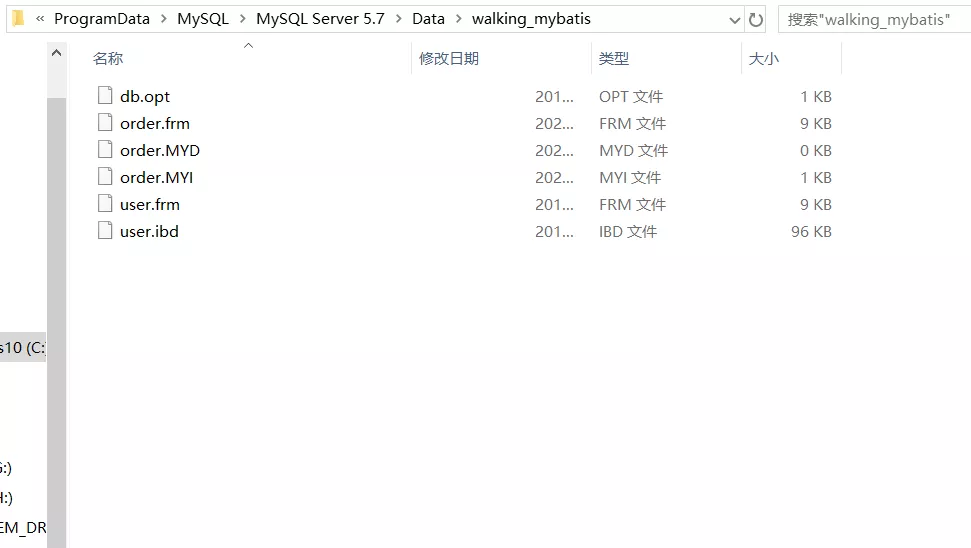 « ProgramData > MySQL > MySQL Server 5.7 > Data > walking_mybatis 搜索"walking_mybatis"
名称 修改日期 类型 大小
db.opt 201... OPT 文件 1 KB
order.frm 202... FRM 文件 9 KB
order.MYD 202... MYD 文件 0 KB
order.MYI 202... MYI 文件 1 KB
user.frm 201... FRM 文件 9 KB
user.ibd 201... IBD 文件 96 KB
s10 (C:)
G:)
H:)
EM_DR